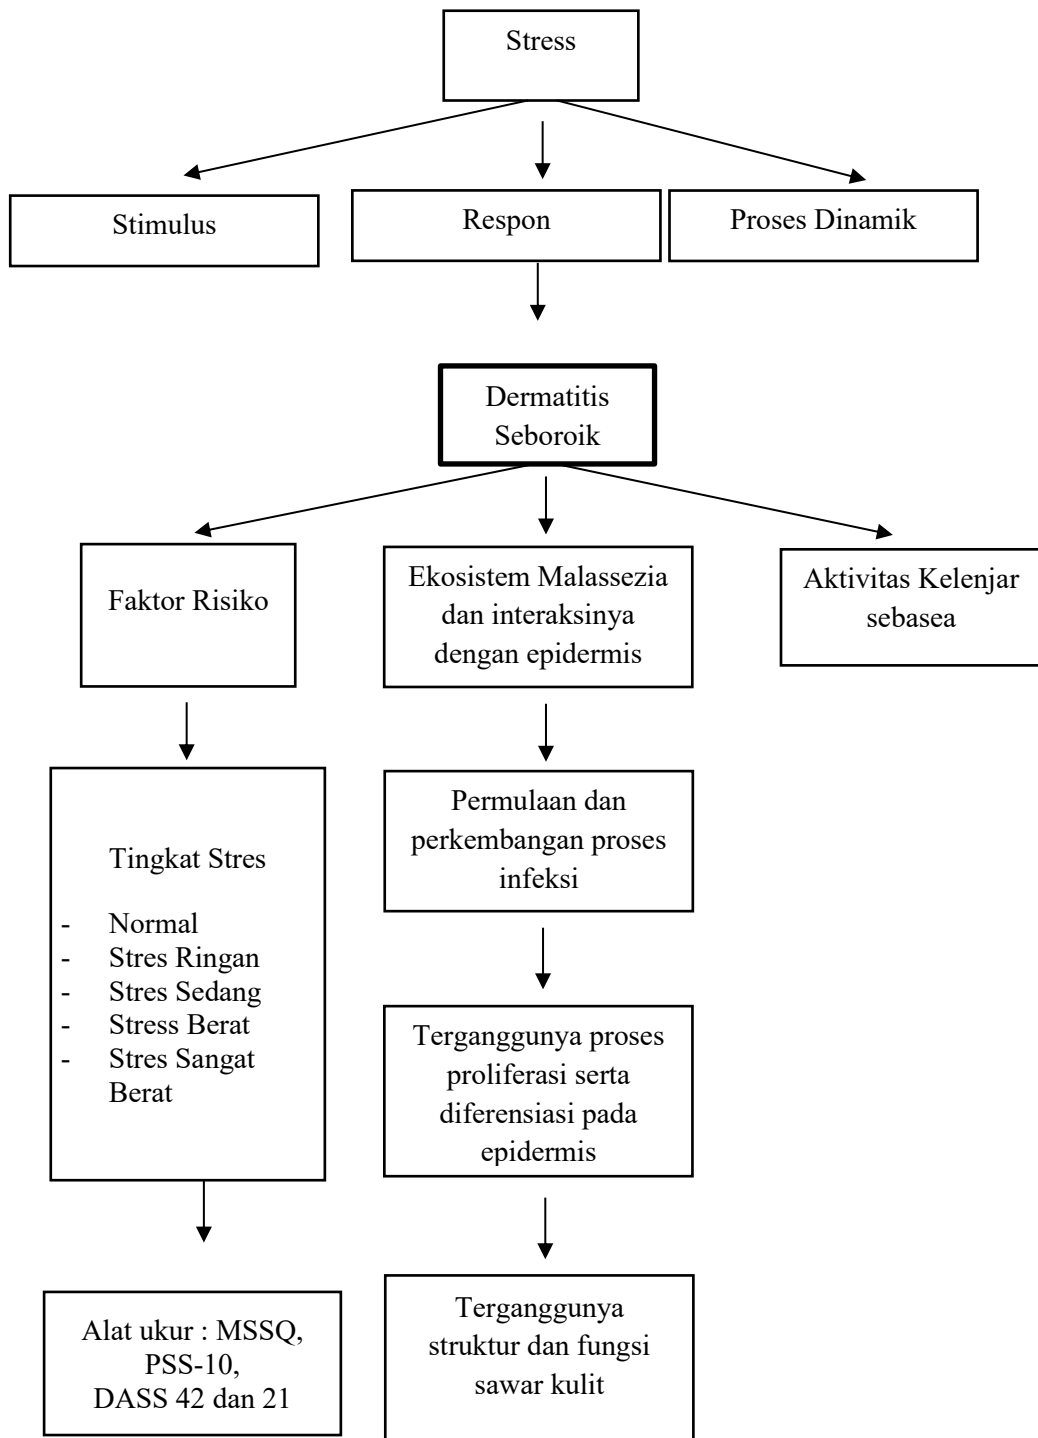 Stress
Stimulus
Respon
Proses Dinamik
Dermatitis
Seboroik
Faktor Risiko
Ekosistem Malassezia
dan interaksinya
dengan epidermis
Aktivitas Kelenjar
sebasea
Tingkat Stres
- Normal
- Stres Ringan
- Stres Sedang
- Stress Berat
- Stres Sangat
Berat
Permulaan dan
perkembangan proses
infeksi
Terganggunya proses
proliferasi serta
diferensiasi pada
epidermis
Alat ukur : MSSQ,
PSS-10,
DASS 42 dan 21
Terganggunya
struktur dan fungsi
sawar kulit